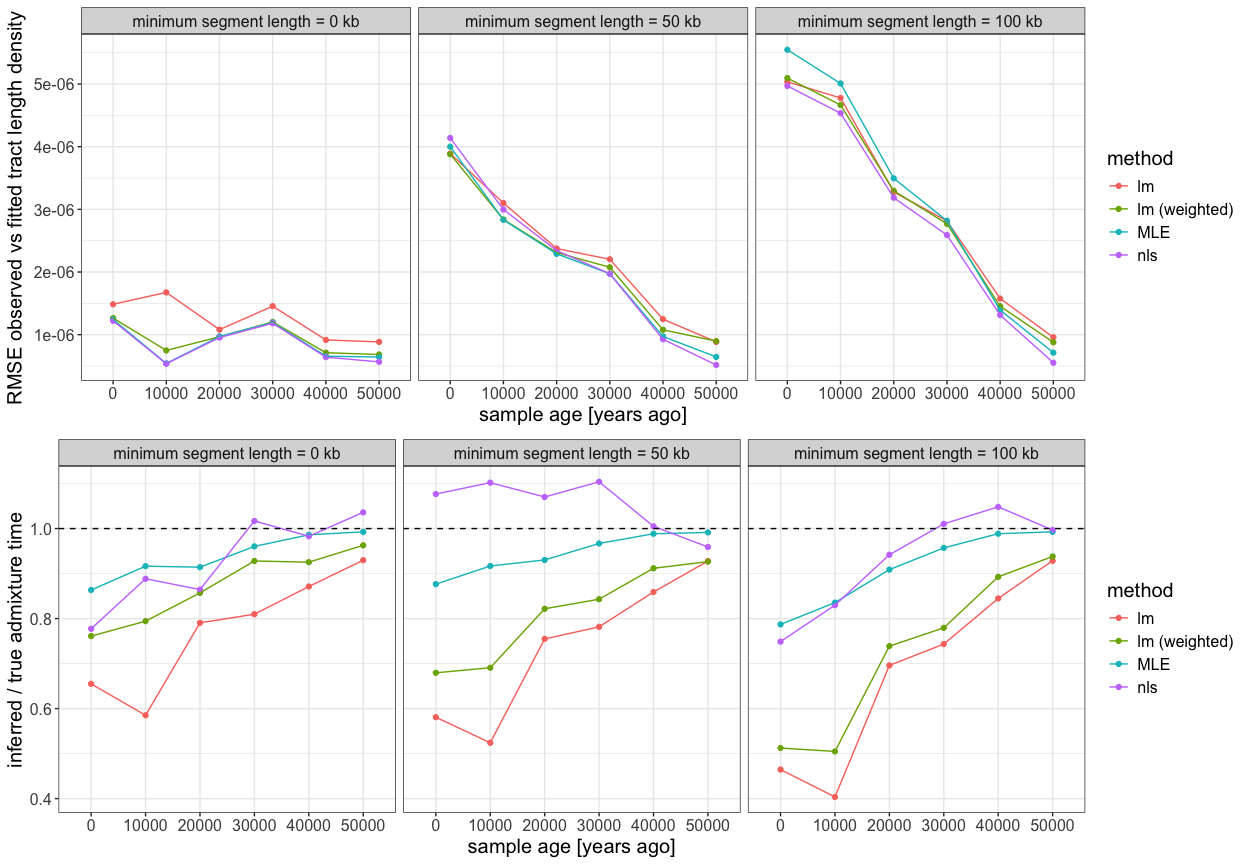 RMSE observed vs fitted tract length density
minimum segment length = 0 kb
minimum segment length = 50 kb
minimum segment length = 100 kb
5e-06
4e-06
3e-06
2e-06
1e-06
0 10000 20000 30000 40000 50000
0 10000 20000 30000 40000 50000
0 10000 20000 30000 40000 50000
sample age [years ago]
method
lm
lm (weighted)
MLE
nls
inferred / true admixture time
minimum segment length = 0 kb
minimum segment length = 50 kb
minimum segment length = 100 kb
1.0
0.8
0.6
0.4
0 10000 20000 30000 40000 50000
0 10000 20000 30000 40000 50000
0 10000 20000 30000 40000 50000
sample age [years ago]
method
lm
lm (weighted)
MLE
nls